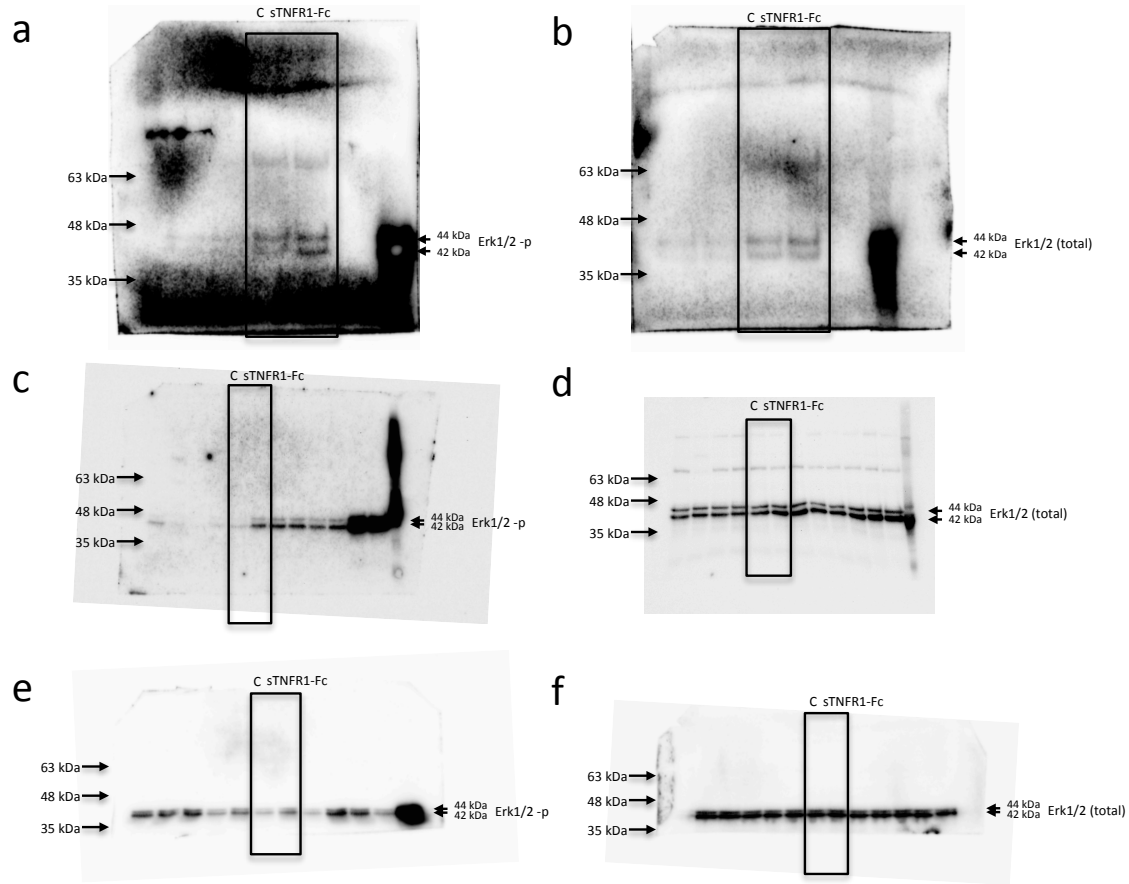 a
C sTNFR1-Fc
63 kDa
48 kDa
35 kDa
44 kDa
42 kDa
Erk1/2 -p
b
C sTNFR1-Fc
63 kDa
48 kDa
35 kDa
44 kDa
42 kDa
Erk1/2 (total)
c
C sTNFR1-Fc
63 kDa
48 kDa
35 kDa
44 kDa
42 kDa
Erk1/2 -p
d
C sTNFR1-Fc
63 kDa
48 kDa
35 kDa
44 kDa
42 kDa
Erk1/2 (total)
e
C sTNFR1-Fc
63 kDa
48 kDa
35 kDa
44 kDa
42 kDa
Erk1/2 -p
f
C sTNFR1-Fc
63 kDa
48 kDa
35 kDa
44 kDa
42 kDa
Erk1/2 (total)